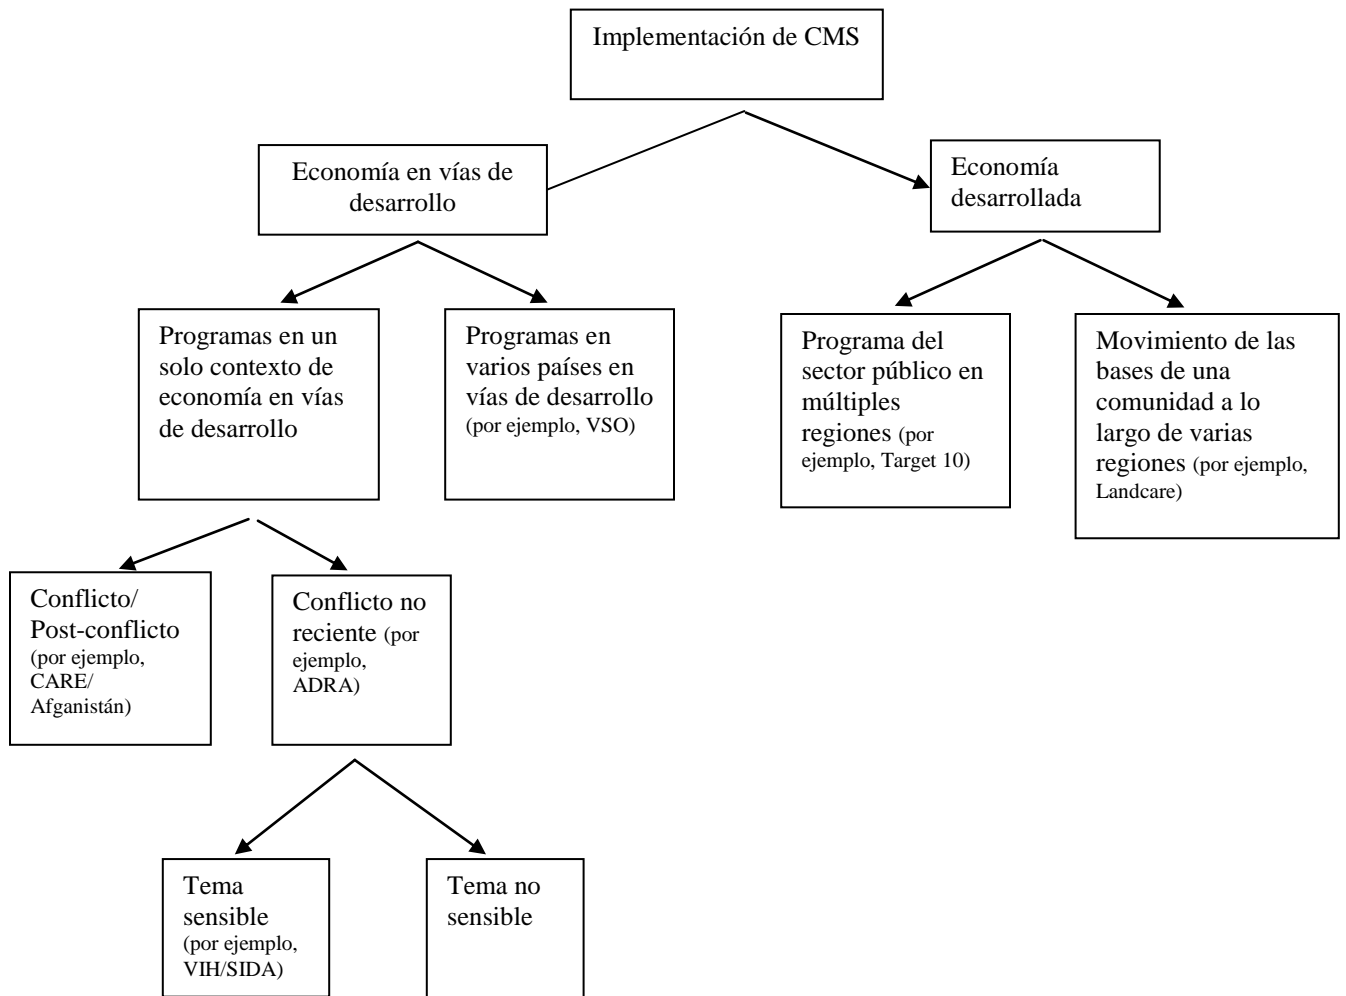 Implementación de CMS
Economía en vías de
desarrollo
Economía
desarrollada
Programas en un
solo contexto de
economía en vías
de desarrollo
Programas en
varios países en
vías de desarrollo
(por ejemplo, VSO)
Programa del
sector público en
múltiples
regiones (por
ejemplo, Target 10)
Movimiento de las
bases de una
comunidad a lo
largo de varias
regiones (por ejemplo,
Landcare)
Conflicto/
Post-conflicto
(por ejemplo,
CARE/
Afganistán)
Conflicto no
reciente (por
ejemplo,
ADRA)
Tema
sensible
(por ejemplo,
VIH/SIDA)
Tema no
sensible